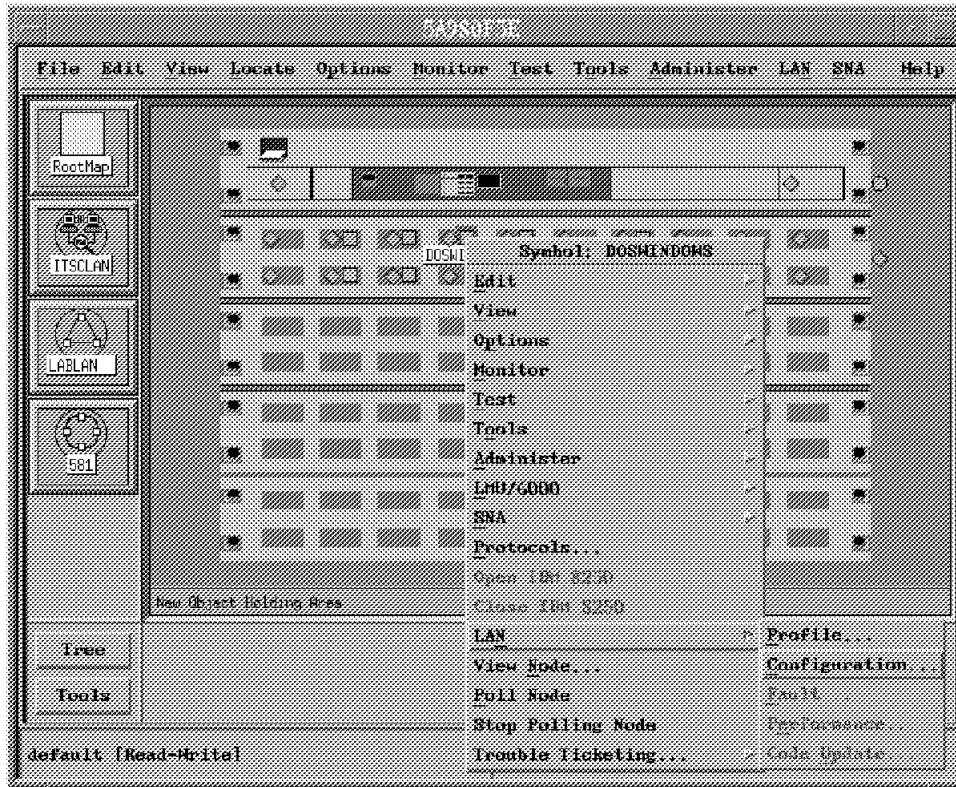 5A980F5E
File Edit View Locate Options Monitor Test Tools Administer LAN SNA Help
RootMap
ITSCLAN
LABLAN
581
DOSWI
Symbol: DOSWINDOWS
Edit
View
Options
Monitor
Test
Tools
Administer
LMU/6000
SNA
Protocols...
Open IBM 8250
Close IBM 8250
LAN
View Node...
Poll Node
Stop Polling Node
Trouble Ticketing...
Profile...
Configuration...
Fault...
Performance...
Code Update...
New Object Holding Area
Tree
Tools
default [Read-Write]